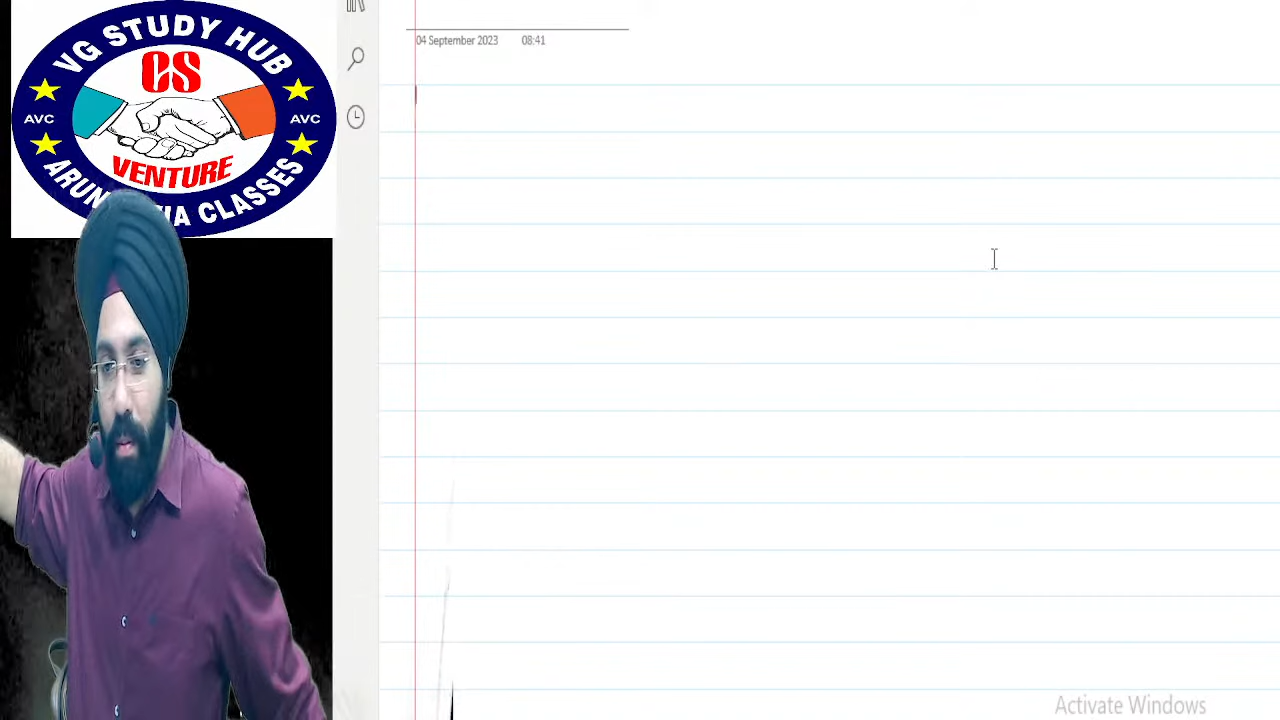 VG STUDY HUB
CS
AVC
AVC
VENTURE
CLASSES
04 September 2023 08:41
Activate Windows